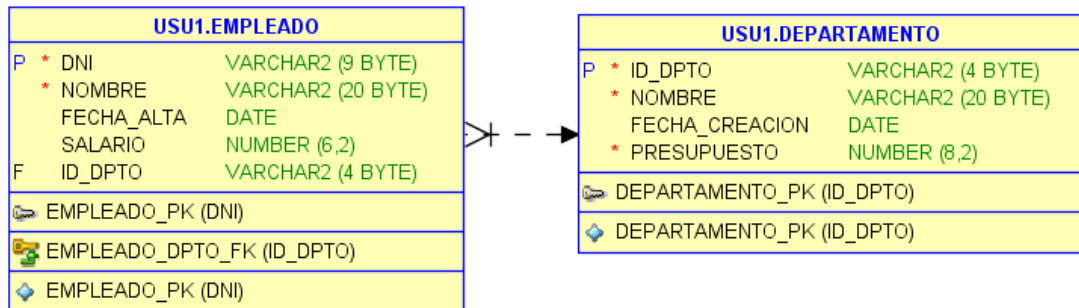 USU1.EMPLEADO
P * DNI VARCHAR2 (9 BYTE)
* NOMBRE VARCHAR2 (20 BYTE)
FECHA_ALTA DATE
SALARIO NUMBER (6,2)
F ID_DPTO VARCHAR2 (4 BYTE)
EMPLEADO_PK (DNI)
EMPLEADO_DPTO_FK (ID_DPTO)
EMPLEADO_PK (DNI)
USU1.DEPARTAMENTO
P * ID_DPTO VARCHAR2 (4 BYTE)
* NOMBRE VARCHAR2 (20 BYTE)
FECHA_CREACION DATE
* PRESUPUESTO NUMBER (8,2)
DEPARTAMENTO_PK (ID_DPTO)
DEPARTAMENTO_PK (ID_DPTO)